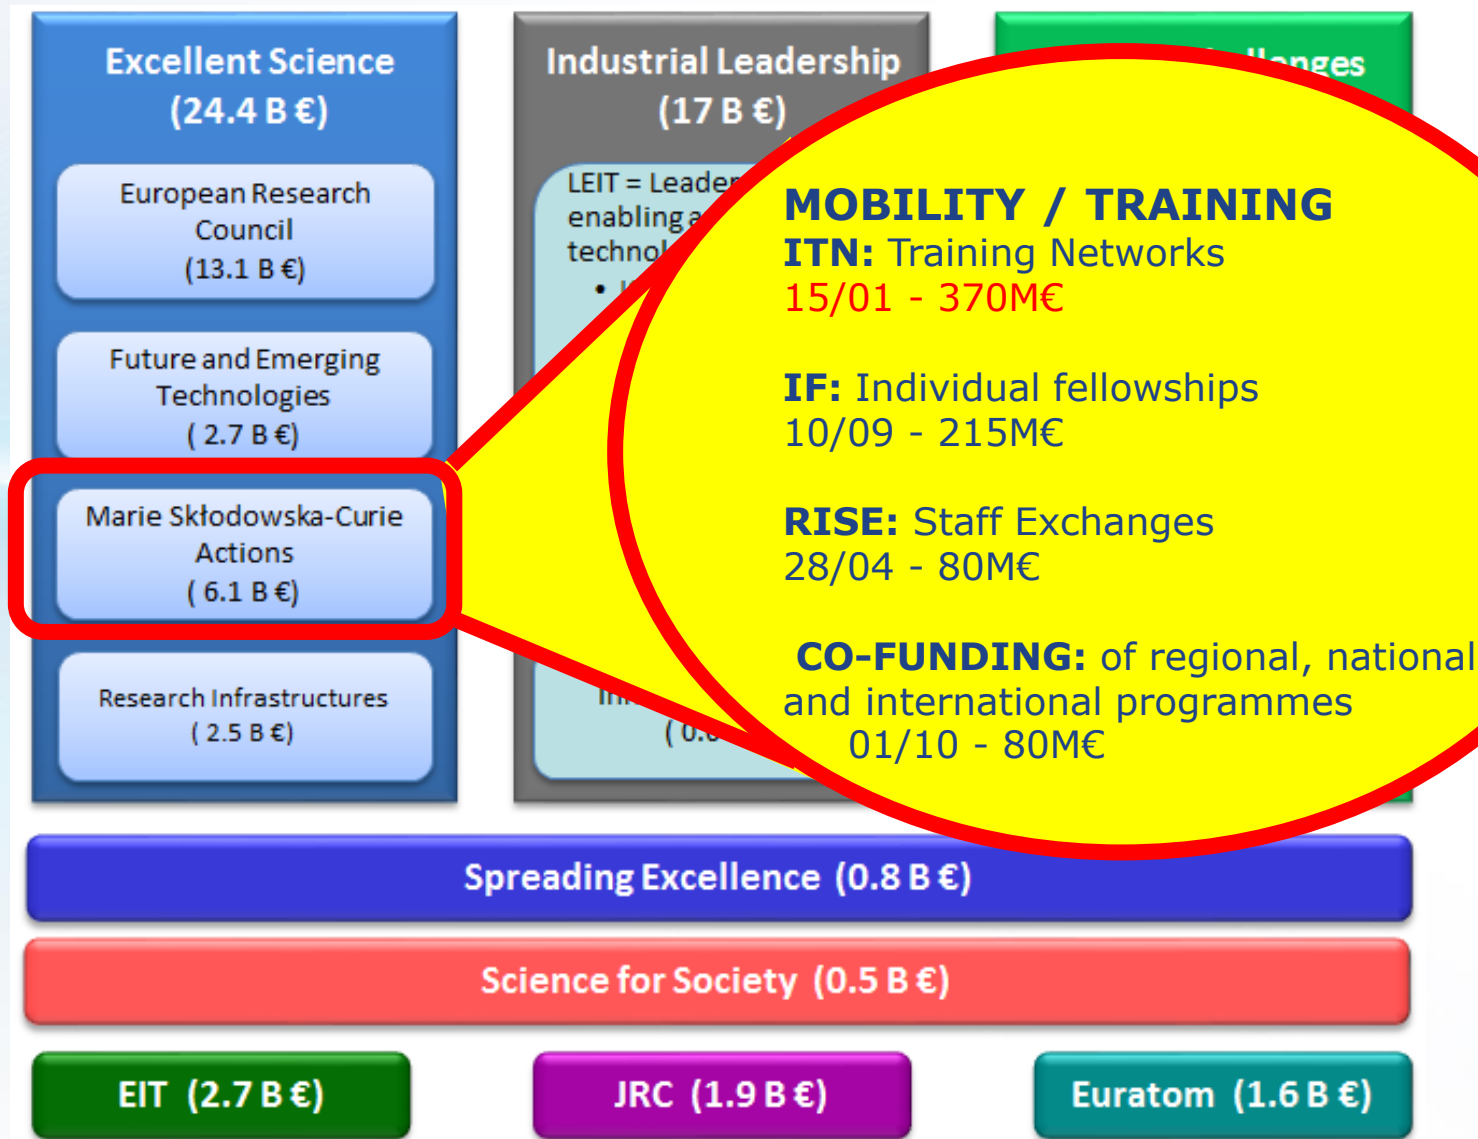 Excellent Science
(24.4 B €)
European Research
Council
(13.1 B €)
Future and Emerging
Technologies
( 2.7 B €)
Marie Skłodowska-Curie
Actions
( 6.1 B €)
Research Infrastructures
( 2.5 B €)
Industrial Leadership
(17 B €)
LEIT =
enabling
MOBILITY / TRAINING
ITN: Training Networks
15/01 - 370M€
IF: Individual fellowships
10/09 - 215M€
RISE: Staff Exchanges
28/04 - 80M€
CO-FUNDING: of regional, national
and international programmes
01/10 - 80M€
Spreading Excellence (0.8 B €)
Science for Society (0.5 B €)
EIT (2.7 B €)
JRC (1.9 B €)
Euratom (1.6 B €)